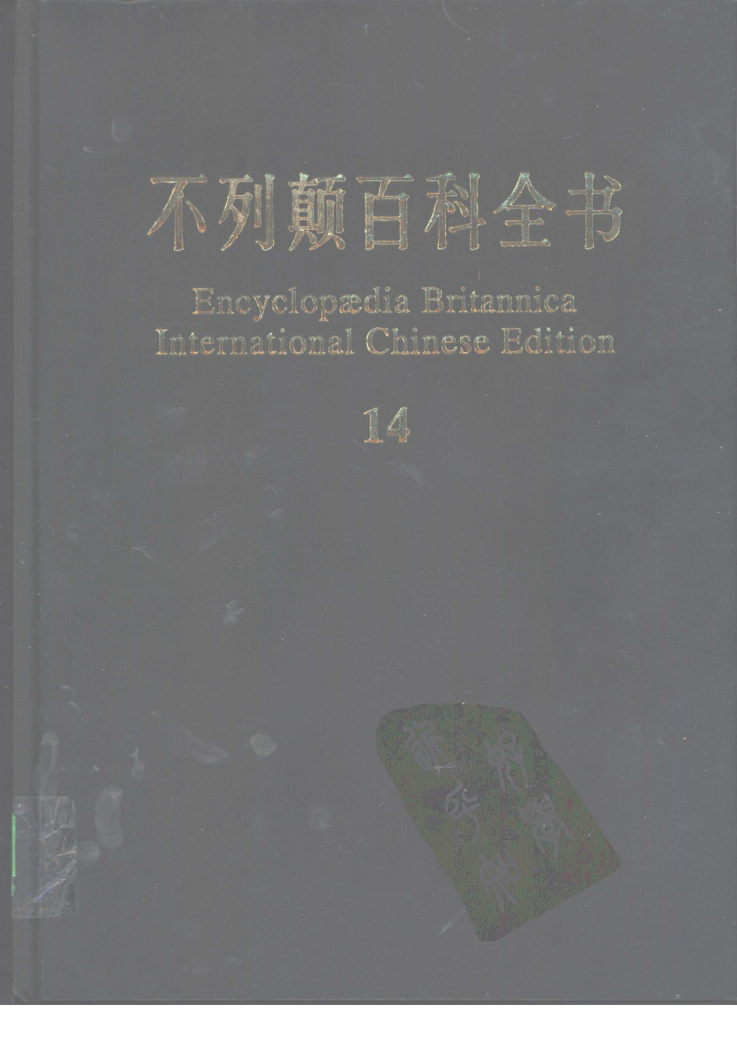 不列颠百科全书
Encyclopædia Britannica
International Chinese Edition
14